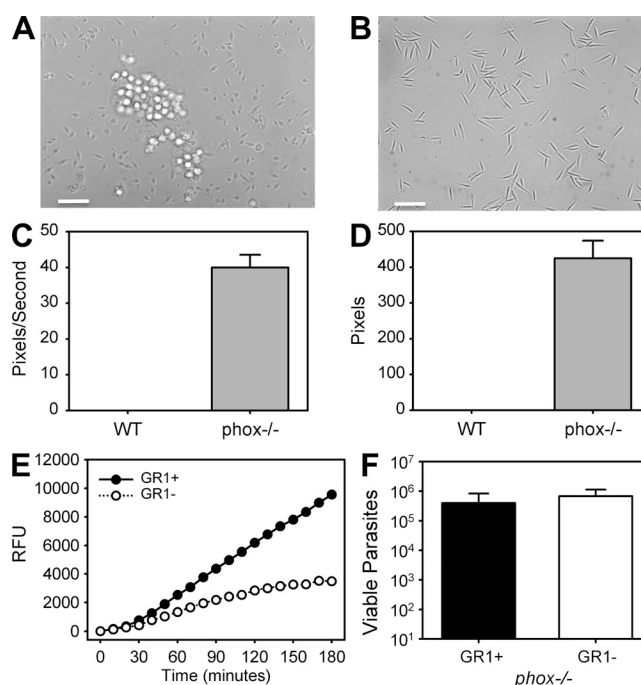 A
B
C
50
40
30
20
10
0
Pixels/Second
WT
phox-/-
D
500
400
300
200
100
0
Pixels
WT
phox-/-
E
GR1+
GR1-
12000
10000
8000
6000
4000
2000
0
RFU
0 30 60 90 120 150 180
Time (minutes)
F
10⁷
10⁶
10⁵
10⁴
10³
10²
10¹
Viable Parasites
GR1+
GR1-
phox-/-